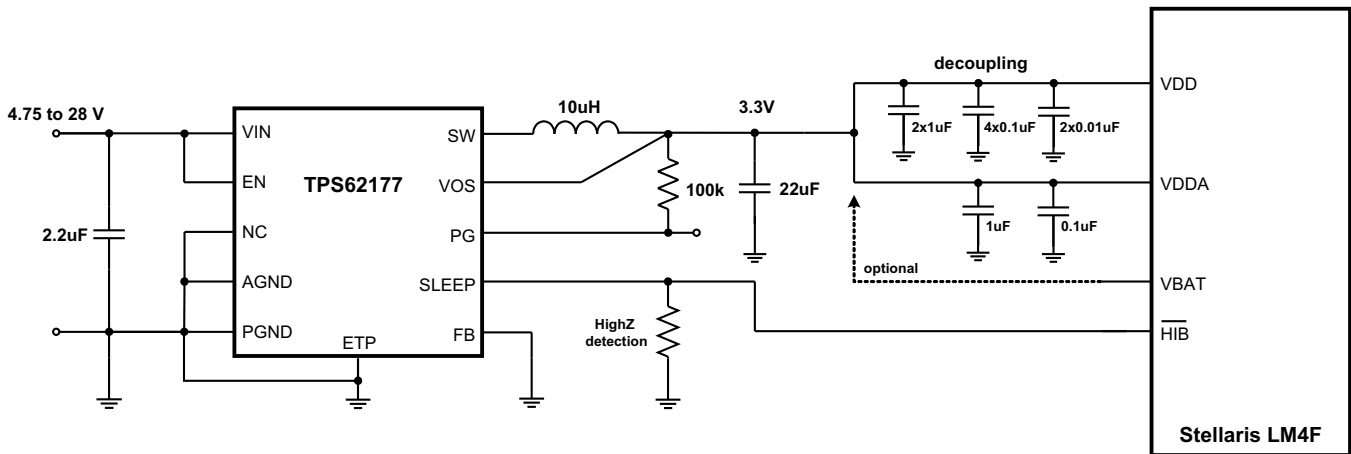 decoupling
4.75 to 28 V
10uH
3.3V
VDD
2x1uF
4x0.1uF
2x0.01uF
VIN
SW
TPS62177
EN
VOS
100k
22uF
VDDA
2.2uF
NC
PG
1uF
0.1uF
optional
AGND
SLEEP
VBAT
HighZ
detection
PGND
ETP
FB
HIB
Stellaris LM4F